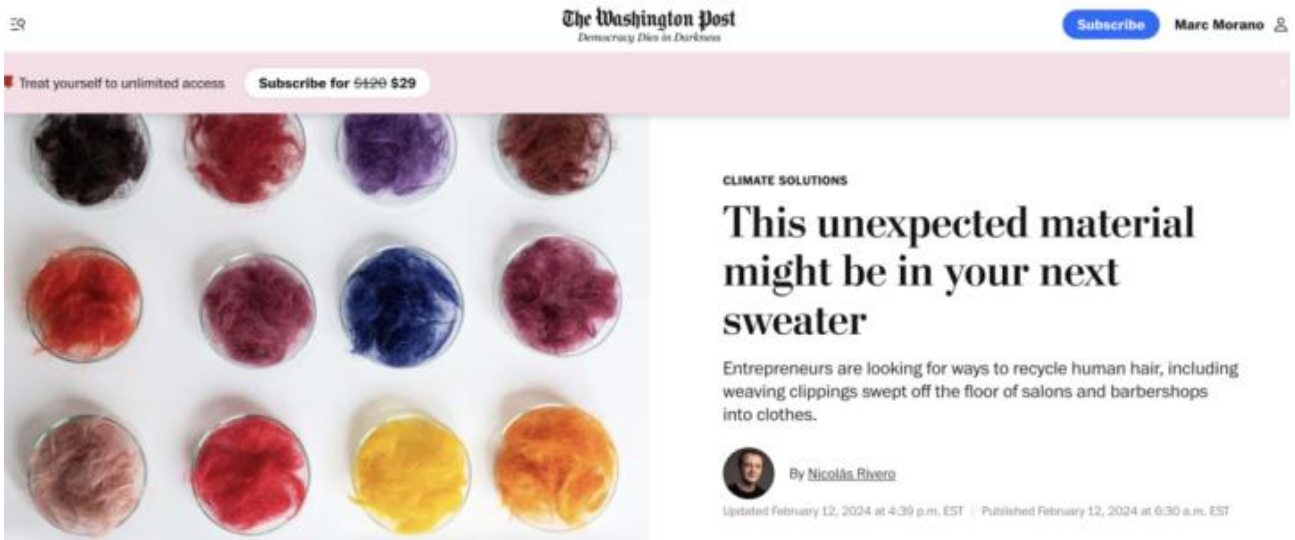 The Washington Post
Democracy Dies in Darkness
Subscribe
Marc Morano
Treat yourself to unlimited access
Subscribe for $120 $29
CLIMATE SOLUTIONS
This unexpected material
might be in your next
sweater
Entrepreneurs are looking for ways to recycle human hair, including
weaving clippings swept off the floor of salons and barbershops
into clothes.
By Nicolás Rivero
Updated February 12, 2024 at 4:39 p.m. EST | Published February 12, 2024 at 6:30 a.m. EST